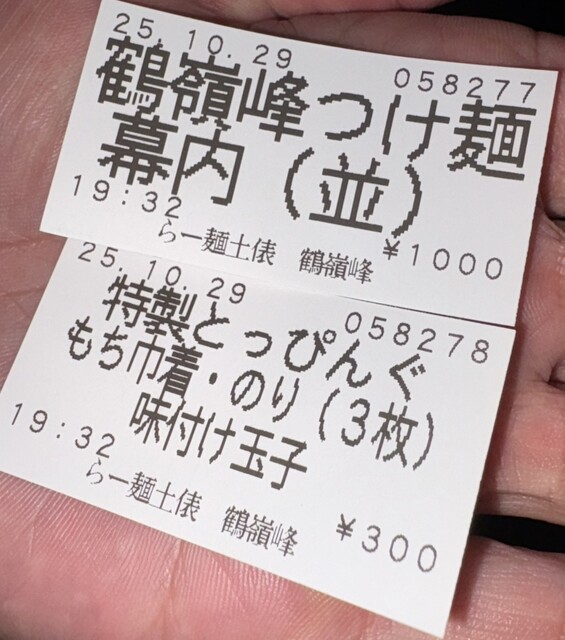 25.10.29 058277
鶴嶺峰つけ麺
幕内(並)
19:32 ¥1000
らー麺土俵 鶴嶺峰
25.10.29 058278
特製とっぴんぐ
もち巾着・のり(3枚)
味付け玉子
19:32 ¥300
らー麺土俵 鶴嶺峰